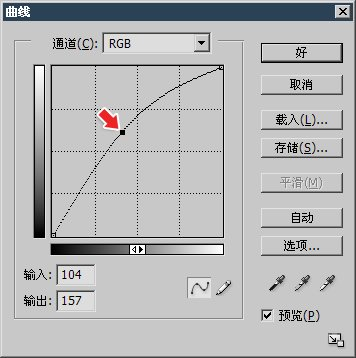 曲线
通道(C): RGB
好
取消
载入(L)...
存储(S)...
平滑(M)
自动
选项...
输入: 104
输出: 157
预览(P)